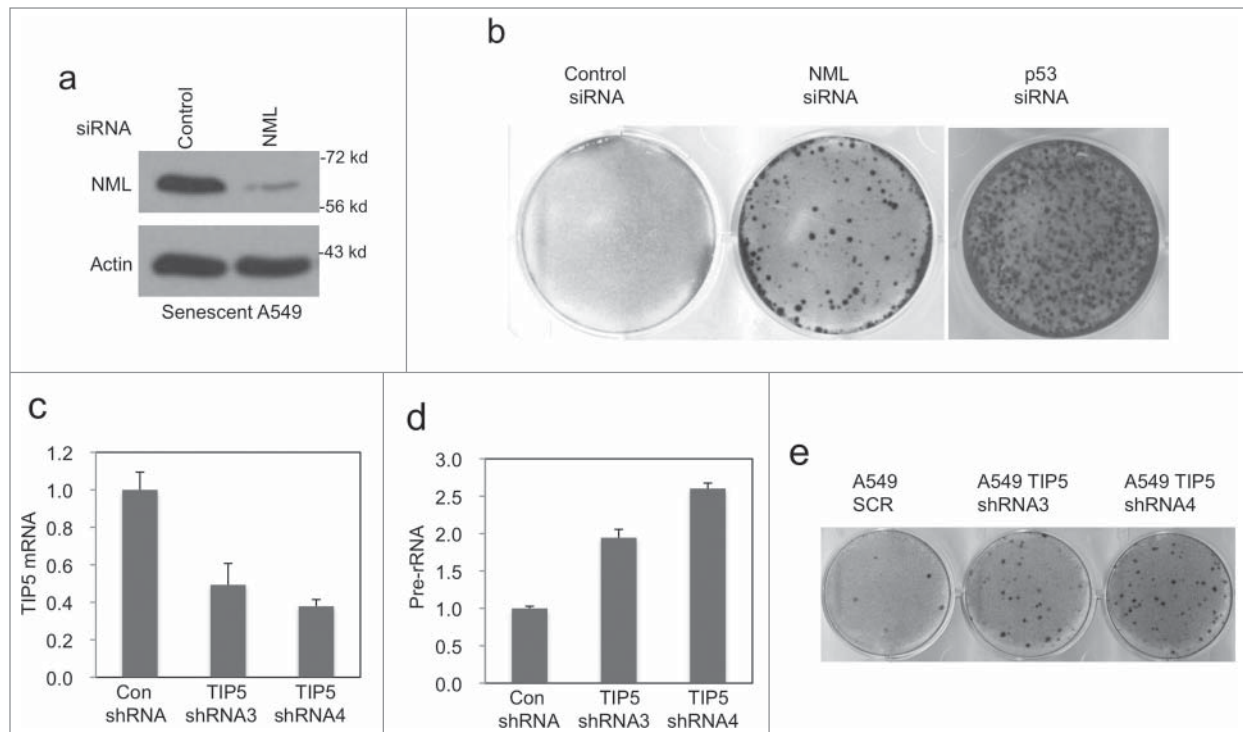 a
siRNA
Control
NML
NML
-72 kd
-56 kd
Actin
-43 kd
Senescent A549
b
Control
siRNA
NML
siRNA
p53
siRNA
c
TIP5 mRNA
1.2
1.0
0.8
0.6
0.4
0.2
0.0
Con
shRNA
TIP5
shRNA3
TIP5
shRNA4
d
Pre-rRNA
3.0
2.5
2.0
1.5
1.0
0.5
0.0
Con
shRNA
TIP5
shRNA3
TIP5
shRNA4
e
A549
SCR
A549 TIP5
shRNA3
A549 TIP5
shRNA4